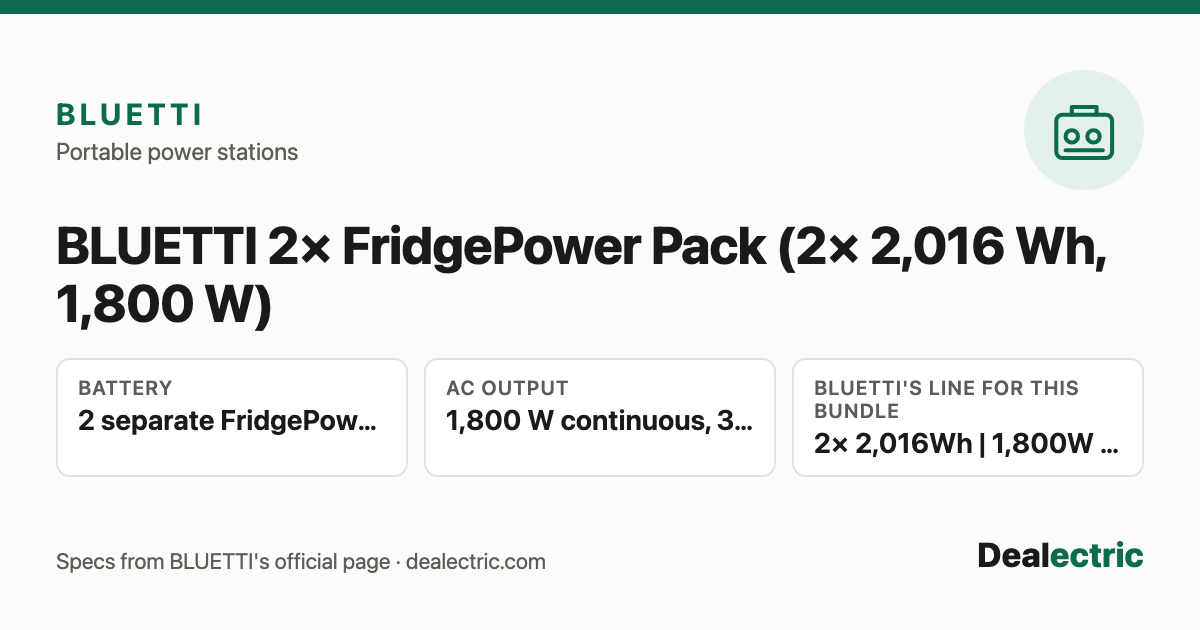 BLUETTI
Portable power stations
BLUETTI 2× FridgePower Pack (2× 2,016 Wh,
1,800 W)
BATTERY
2 separate FridgePow...
AC OUTPUT
1,800 W continuous, 3...
BLUETTI'S LINE FOR THIS
BUNDLE
2× 2,016Wh | 1,800W ...
Specs from BLUETTI's official page · dealectric.com
Dealectric